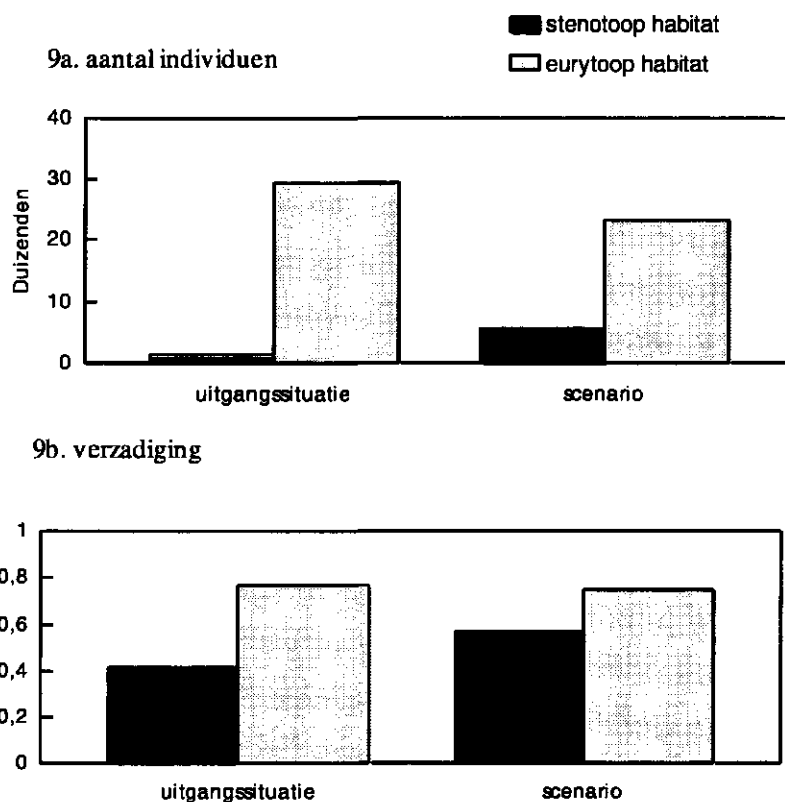 stenotoop habitat
eurytoop habitat
9a. aantal individuen
40
30
20
10
0
Duizenden
uitgangssituatie
scenario
9b. verzadiging
1
0,8
0,6
0,4
0,2
0
uitgangssituatie
scenario